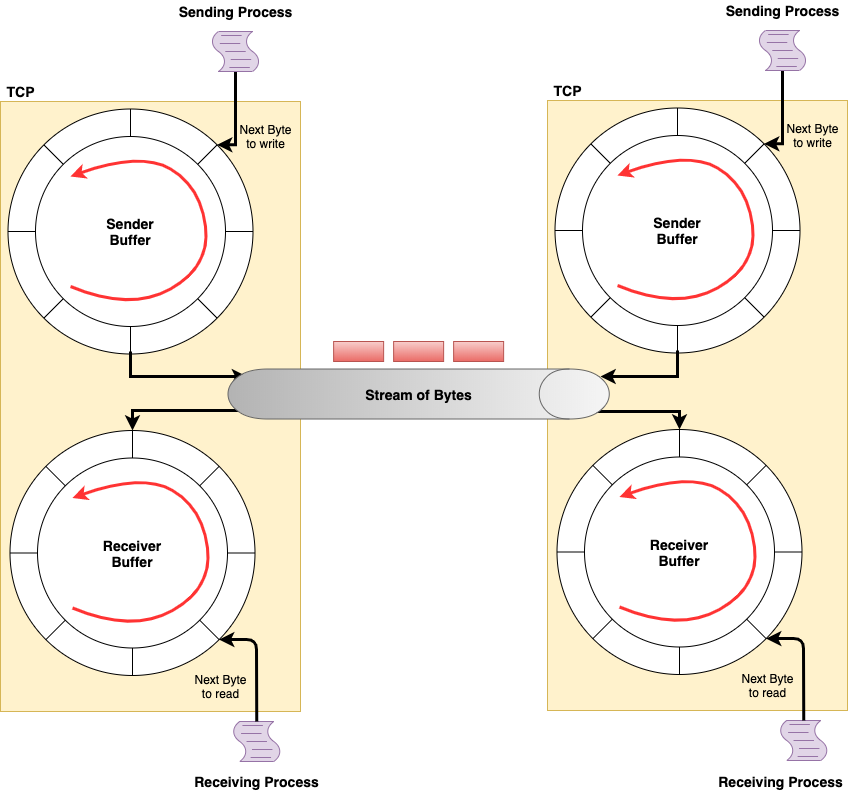 Sending Process
Sending Process
TCP
TCP
Next Byte
to write
Next Byte
to write
Sender
Buffer
Sender
Buffer
Stream of Bytes
Receiver
Buffer
Receiver
Buffer
Next Byte
to read
Next Byte
to read
Receiving Process
Receiving Process